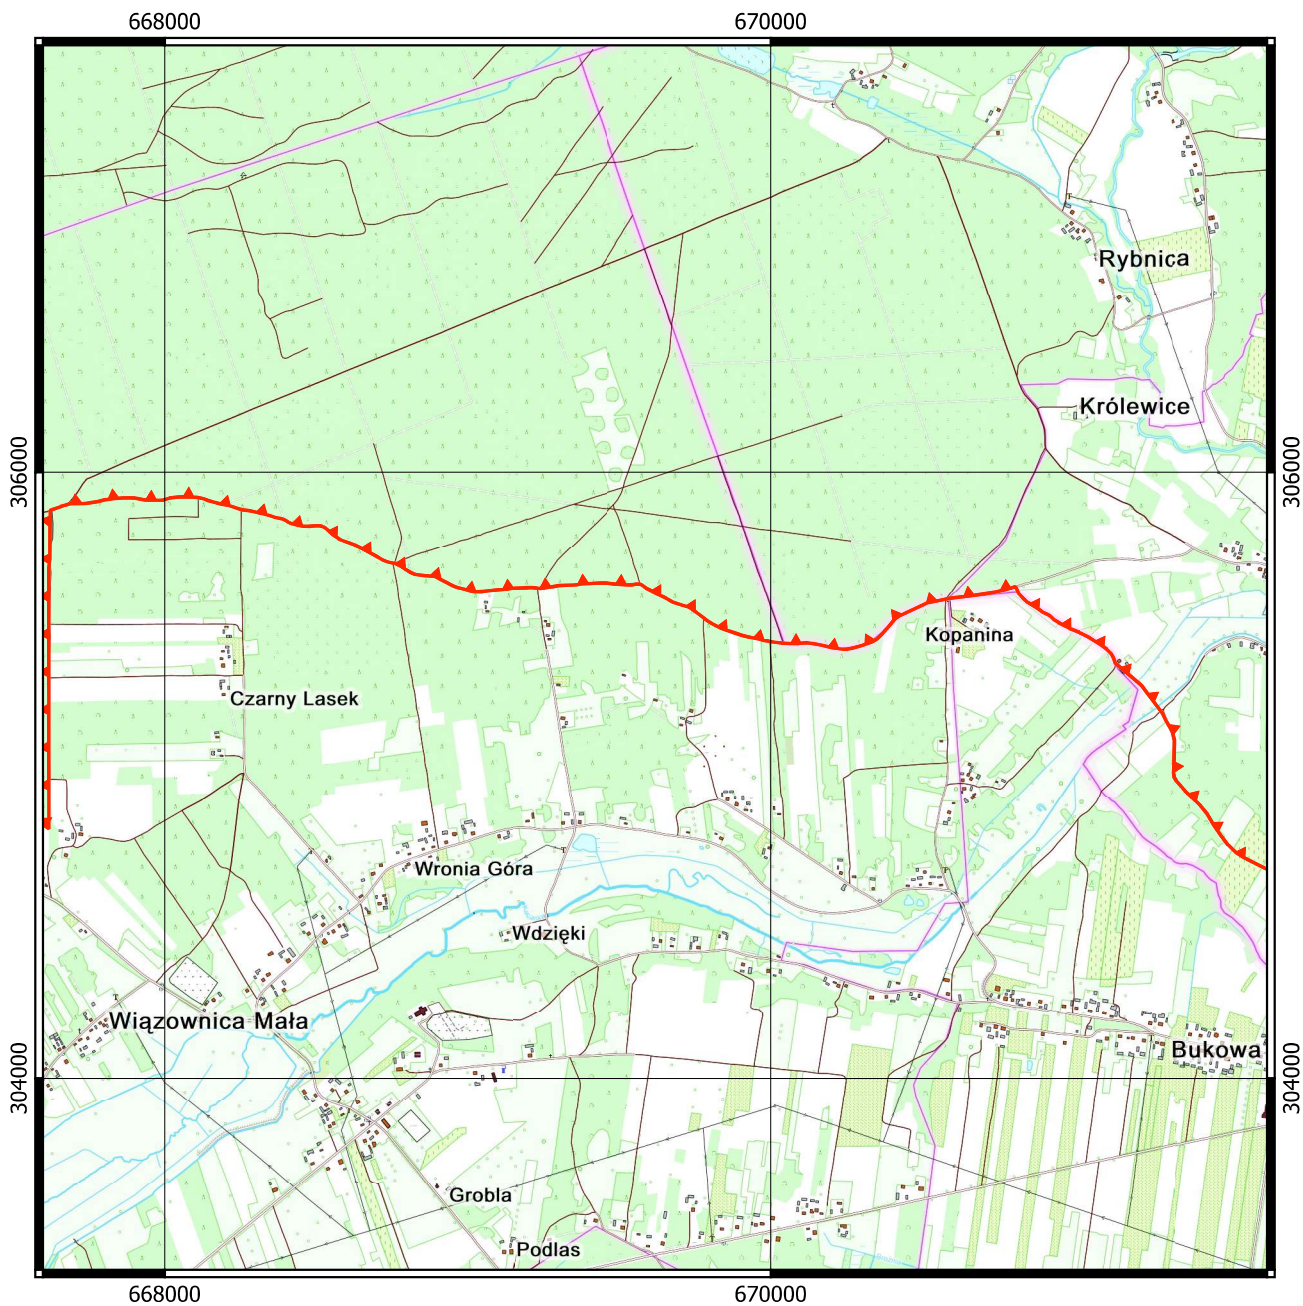 668000
670000
Rybnica
Królewice
306000
306000
Kopanina
Czarny Lasek
Wronia Góra
Wdzięki
Wiązownica Mała
Bukowa
304000
304000
Grobla
Podlas
668000
670000